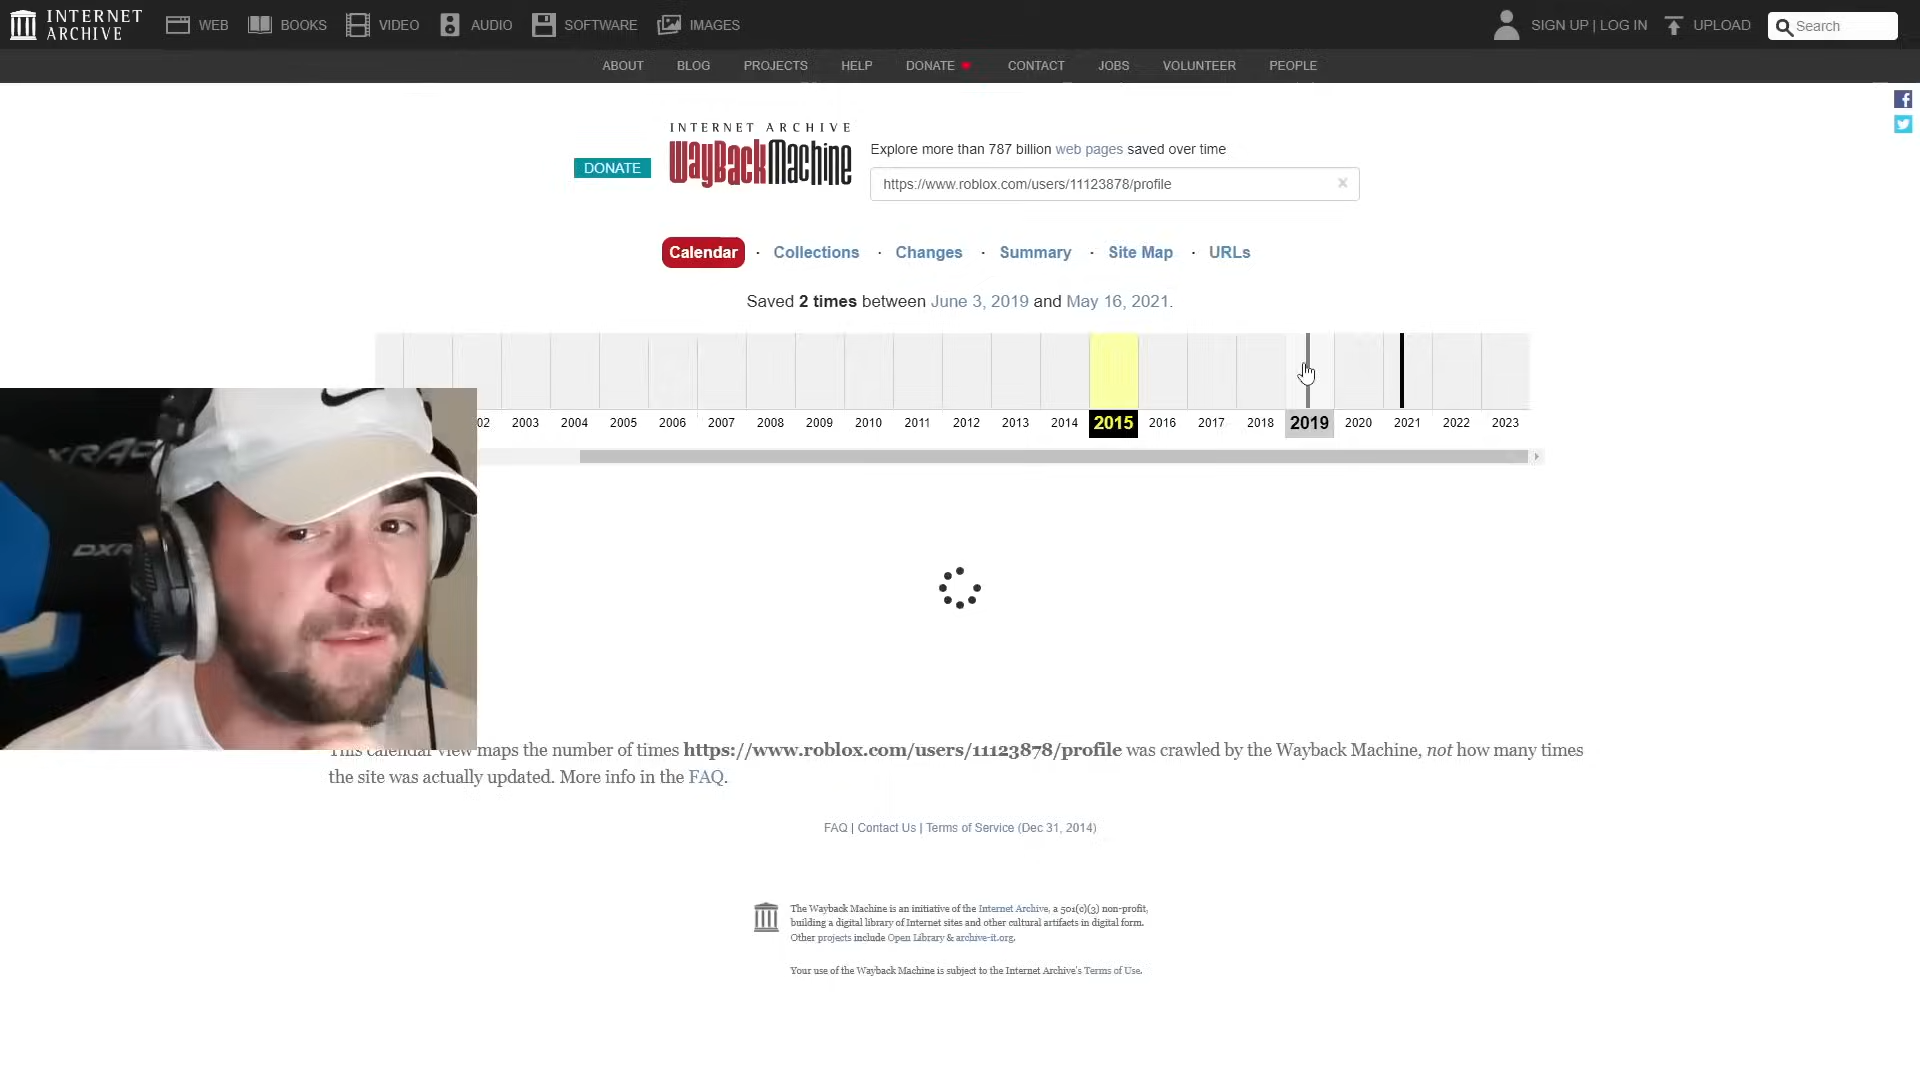 INTERNET ARCHIVE
WEB BOOKS VIDEO AUDIO SOFTWARE IMAGES
SIGN UP | LOG IN UPLOAD Search
ABOUT BLOG PROJECTS HELP DONATE CONTACT JOBS VOLUNTEER PEOPLE
DONATE
INTERNET ARCHIVE
WayBackMachine
Explore more than 787 billion web pages saved over time
https://www.roblox.com/users/11123878/profile ×
Calendar · Collections · Changes · Summary · Site Map · URLs
Saved 2 times between June 3, 2019 and May 16, 2021.
02 2003 2004 2005 2006 2007 2008 2009 2010 2011 2012 2013 2014 2015 2016 2017 2018 2019 2020 2021 2022 2023
This calendar view maps the number of times https://www.roblox.com/users/11123878/profile was crawled by the Wayback Machine, not how many times
the site was actually updated. More info in the FAQ.
FAQ | Contact Us | Terms of Service (Dec 31, 2014)
The Wayback Machine is an initiative of the Internet Archive, a 501(c)(3) non-profit,
building a digital library of Internet sites and other cultural artifacts in digital form.
Other projects include Open Library & archive-it.org.
Your use of the Wayback Machine is subject to the Internet Archive's Terms of Use.